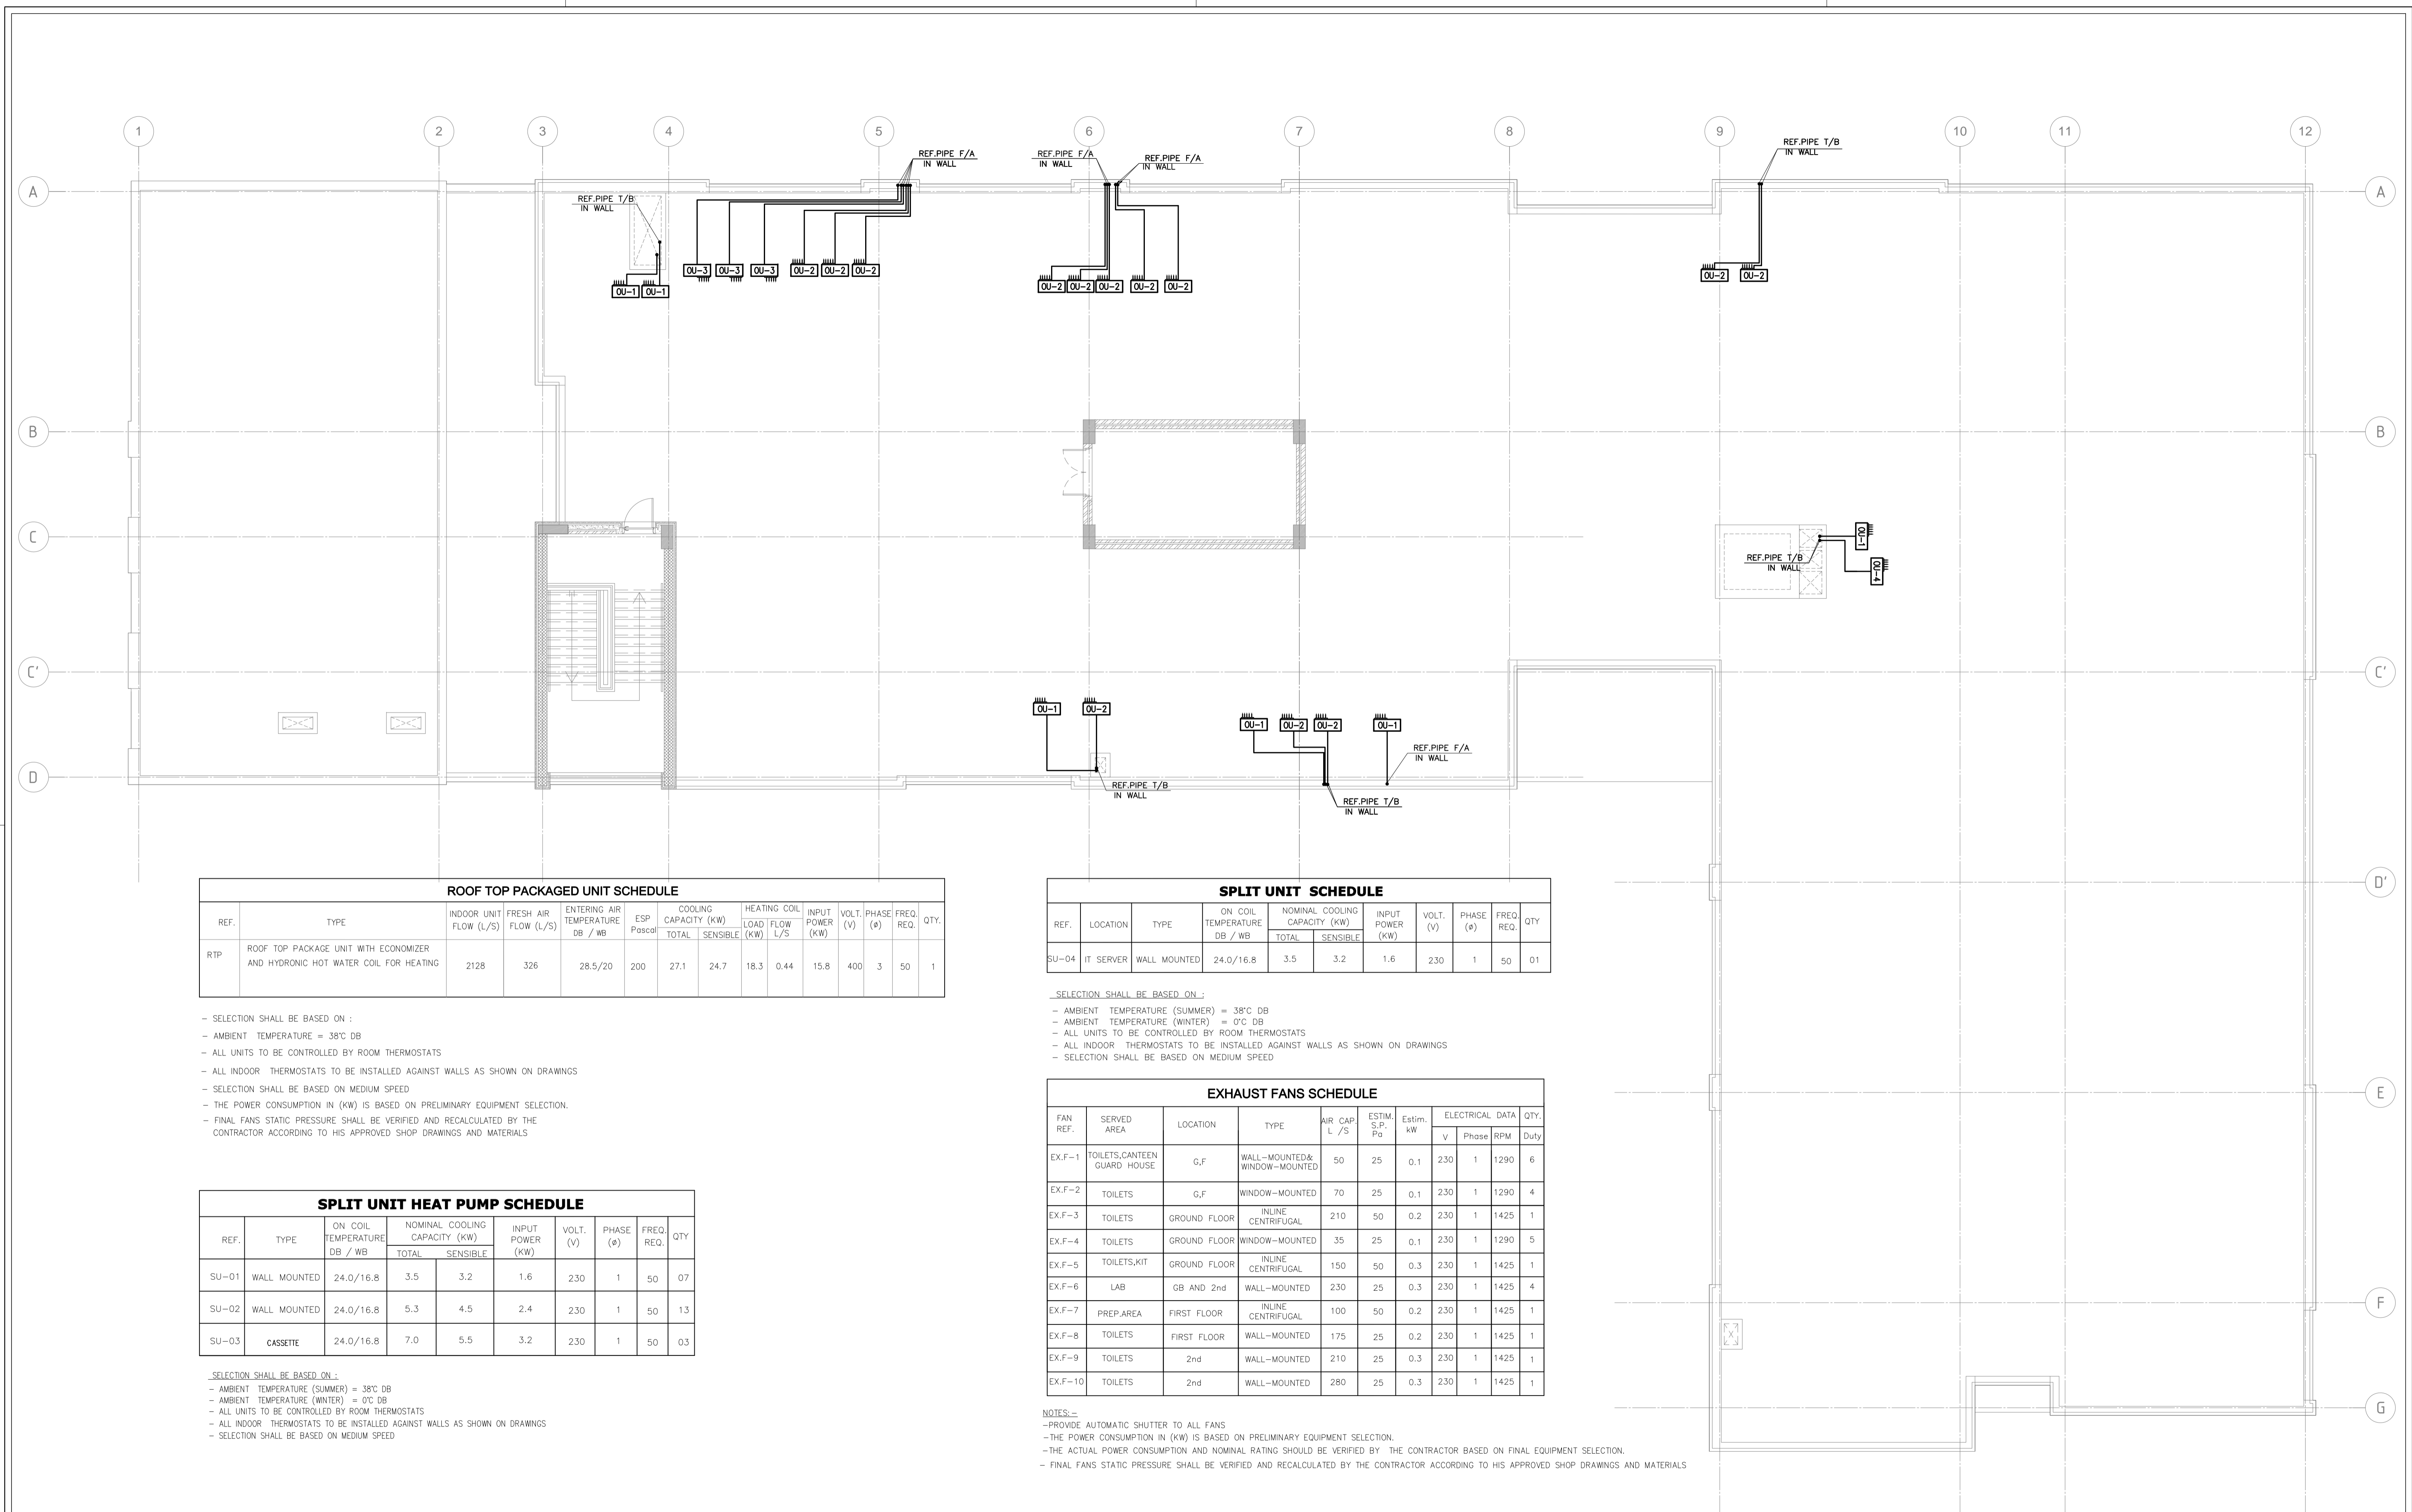 1 2 3 4 5 6 7 8 9 10 11 12
REF.PIPE T/B
IN WALL
REF.PIPE F/A
IN WALL
REF.PIPE F/A
IN WALL
REF.PIPE F/A
IN WALL
REF.PIPE T/B
IN WALL
A A
OU-1 OU-1
OU-3 OU-3 OU-3 OU-2 OU-2 OU-2
OU-2 OU-2 OU-2 OU-2 OU-2
OU-2 OU-2
B B
C
OU-1
OU-4
REF.PIPE T/B
IN WALL
C' C'
OU-1 OU-2
OU-1 OU-2 OU-2 OU-1
REF.PIPE F/A
IN WALL
D
REF.PIPE T/B
IN WALL
REF.PIPE T/B
IN WALL
D'
E
F
X
G
ROOF TOP PACKAGED UNIT SCHEDULE
REF. TYPE INDOOR UNIT FLOW (L/S) FRESH AIR FLOW (L/S) ENTERING AIR TEMPERATURE DB / WB ESP Pascal COOLING CAPACITY (KW) TOTAL SENSIBLE HEATING COIL LOAD (KW) FLOW L/S INPUT POWER (KW) VOLT. (V) PHASE (ø) FREQ. REQ. QTY.
RTP ROOF TOP PACKAGE UNIT WITH ECONOMIZER
AND HYDRONIC HOT WATER COIL FOR HEATING 2128 326 28.5/20 200 27.1 24.7 18.3 0.44 15.8 400 3 50 1
- SELECTION SHALL BE BASED ON :
- AMBIENT TEMPERATURE = 38°C DB
- ALL UNITS TO BE CONTROLLED BY ROOM THERMOSTATS
- ALL INDOOR THERMOSTATS TO BE INSTALLED AGAINST WALLS AS SHOWN ON DRAWINGS
- SELECTION SHALL BE BASED ON MEDIUM SPEED
- THE POWER CONSUMPTION IN (KW) IS BASED ON PRELIMINARY EQUIPMENT SELECTION.
- FINAL FANS STATIC PRESSURE SHALL BE VERIFIED AND RECALCULATED BY THE
CONTRACTOR ACCORDING TO HIS APPROVED SHOP DRAWINGS AND MATERIALS
SPLIT UNIT HEAT PUMP SCHEDULE
REF. TYPE ON COIL TEMPERATURE DB / WB NOMINAL COOLING CAPACITY (KW) TOTAL SENSIBLE INPUT POWER (KW) VOLT. (V) PHASE (ø) FREQ. REQ. QTY
SU-01 WALL MOUNTED 24.0/16.8 3.5 3.2 1.6 230 1 50 07
SU-02 WALL MOUNTED 24.0/16.8 5.3 4.5 2.4 230 1 50 13
SU-03 CASSETTE 24.0/16.8 7.0 5.5 3.2 230 1 50 03
SELECTION SHALL BE BASED ON :
- AMBIENT TEMPERATURE (SUMMER) = 38°C DB
- AMBIENT TEMPERATURE (WINTER) = 0°C DB
- ALL UNITS TO BE CONTROLLED BY ROOM THERMOSTATS
- ALL INDOOR THERMOSTATS TO BE INSTALLED AGAINST WALLS AS SHOWN ON DRAWINGS
- SELECTION SHALL BE BASED ON MEDIUM SPEED
SPLIT UNIT SCHEDULE
REF. LOCATION TYPE ON COIL TEMPERATURE DB / WB NOMINAL COOLING CAPACITY (KW) TOTAL SENSIBLE INPUT POWER (KW) VOLT. (V) PHASE (ø) FREQ. REQ. QTY
SU-04 IT SERVER WALL MOUNTED 24.0/16.8 3.5 3.2 1.6 230 1 50 01
SELECTION SHALL BE BASED ON :
- AMBIENT TEMPERATURE (SUMMER) = 38°C DB
- AMBIENT TEMPERATURE (WINTER) = 0°C DB
- ALL UNITS TO BE CONTROLLED BY ROOM THERMOSTATS
- ALL INDOOR THERMOSTATS TO BE INSTALLED AGAINST WALLS AS SHOWN ON DRAWINGS
- SELECTION SHALL BE BASED ON MEDIUM SPEED
EXHAUST FANS SCHEDULE
FAN REF. SERVED AREA LOCATION TYPE AIR CAP. L /S ESTIM. S.P. Pa Estim. kW ELECTRICAL DATA V Phase RPM QTY. Duty
EX.F-1 TOILETS,CANTEEN GUARD HOUSE G,F WALL-MOUNTED& WINDOW-MOUNTED 50 25 0.1 230 1 1290 6
EX.F-2 TOILETS G,F WINDOW-MOUNTED 70 25 0.1 230 1 1290 4
EX.F-3 TOILETS GROUND FLOOR INLINE CENTRIFUGAL 210 50 0.2 230 1 1425 1
EX.F-4 TOILETS GROUND FLOOR WINDOW-MOUNTED 35 25 0.1 230 1 1290 5
EX.F-5 TOILETS,KIT GROUND FLOOR INLINE CENTRIFUGAL 150 50 0.3 230 1 1425 1
EX.F-6 LAB GB AND 2nd WALL-MOUNTED 230 25 0.3 230 1 1425 4
EX.F-7 PREP.AREA FIRST FLOOR INLINE CENTRIFUGAL 100 50 0.2 230 1 1425 1
EX.F-8 TOILETS FIRST FLOOR WALL-MOUNTED 175 25 0.2 230 1 1425 1
EX.F-9 TOILETS 2nd WALL-MOUNTED 210 25 0.3 230 1 1425 1
EX.F-10 TOILETS 2nd WALL-MOUNTED 280 25 0.3 230 1 1425 1
NOTES:-
-PROVIDE AUTOMATIC SHUTTER TO ALL FANS
-THE POWER CONSUMPTION IN (KW) IS BASED ON PRELIMINARY EQUIPMENT SELECTION.
-THE ACTUAL POWER CONSUMPTION AND NOMINAL RATING SHOULD BE VERIFIED BY THE CONTRACTOR BASED ON FINAL EQUIPMENT SELECTION.
- FINAL FANS STATIC PRESSURE SHALL BE VERIFIED AND RECALCULATED BY THE CONTRACTOR ACCORDING TO HIS APPROVED SHOP DRAWINGS AND MATERIALS